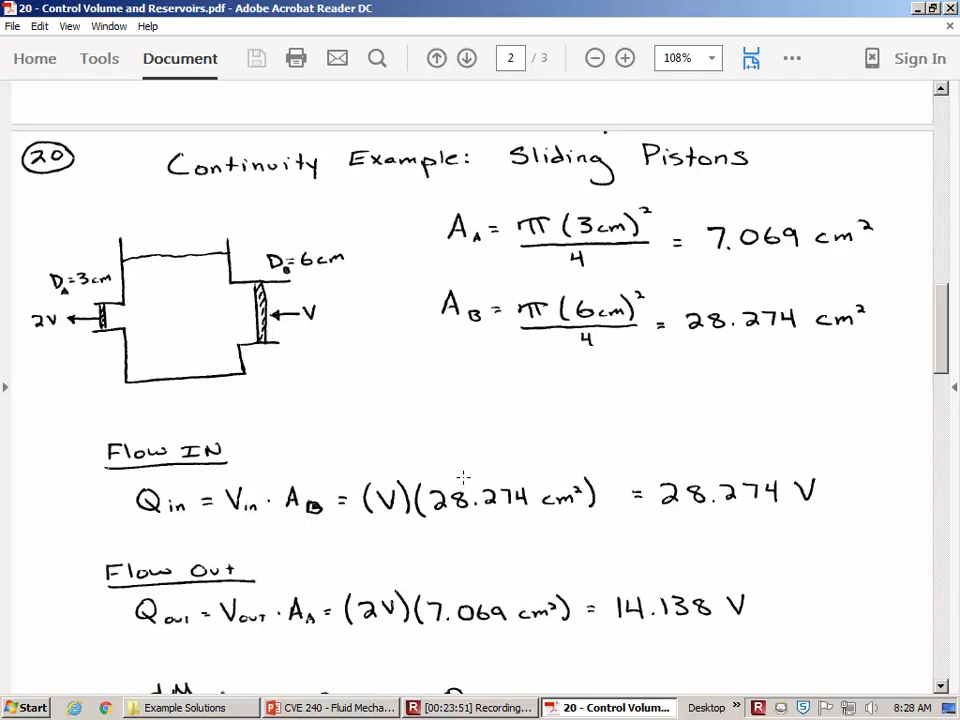 20 - Control Volume and Reservoirs.pdf - Adobe Acrobat Reader DC
File Edit View Window Help
Home Tools Document 2 / 3 108% Sign In
20 Continuity Example: Sliding Pistons
A_A = π(3cm)²/4 = 7.069 cm²
D_A=3cm D_B=6cm
2V V
A_B = π(6cm)²/4 = 28.274 cm²
Flow IN
Q_in = V_in · A_B = (V)(28.274 cm²) = 28.274 V
Flow Out
Q_OUT = V_OUT · A_A = (2V)(7.069 cm²) = 14.138 V
Start Example Solutions CVE 240 - Fluid Mecha... [00:23:51] Recording... 20 - Control Volum... Desktop » 8:28 AM